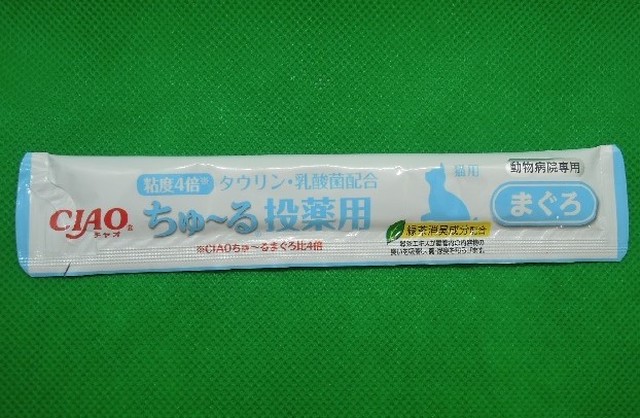 粘度4倍※ タウリン・乳酸菌配合
CIAO
チャオ
ちゅ～る 投薬用
※CIAOちゅ～るまぐろ比4倍
猫用
動物病院専用
まぐろ
緑茶消臭成分配合